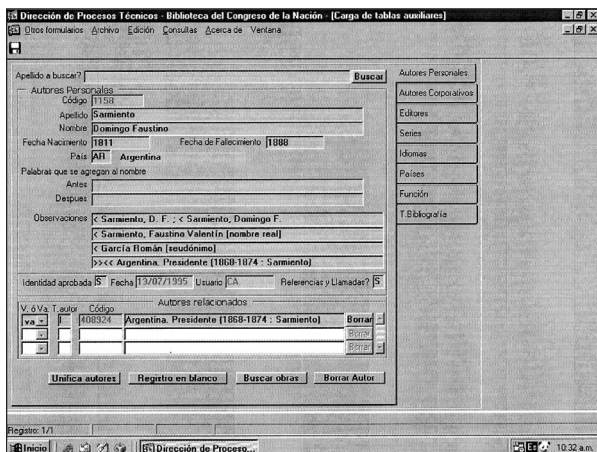 Dirección de Procesos Técnicos - Biblioteca del Congreso de la Nación - [Carga de tablas auxiliares]
Otros formularios Archivo Edición Consultas Acerca de Ventana
Apellido a buscar? Buscar
Autores Personales
Código 1158
Apellido Sarmiento
Nombre Domingo Faustino
Fecha Nacimiento 1811 Fecha de Fallecimiento 1888
País AR Argentina
Palabras que se agregan al nombre
Antes
Despues
Observaciones < Sarmiento, D. F. ; < Sarmiento, Domingo F.
< Sarmiento, Faustino Valentín (nombre real)
< García Román (seudónimo)
>><< Argentina. Presidente (1868-1874 : Sarmiento)
Identidad aprobada S Fecha 19/07/1995 Usuario CA Referencias y Llamadas? S
Autores relacionados
V. ó Va. T.autor Código
va 408924 Argentina. Presidente (1868-1874 : Sarmiento) Borrar
Borrar
Borrar
Unifica autores Registro en blanco Buscar obras Borrar Autor
Autores Personales
Autores Corporativos
Editores
Series
Idiomas
Países
Función
T.Bibliografía
Registro: 1/1
Inicio Dirección de Proceso... Es 10:32 a.m.